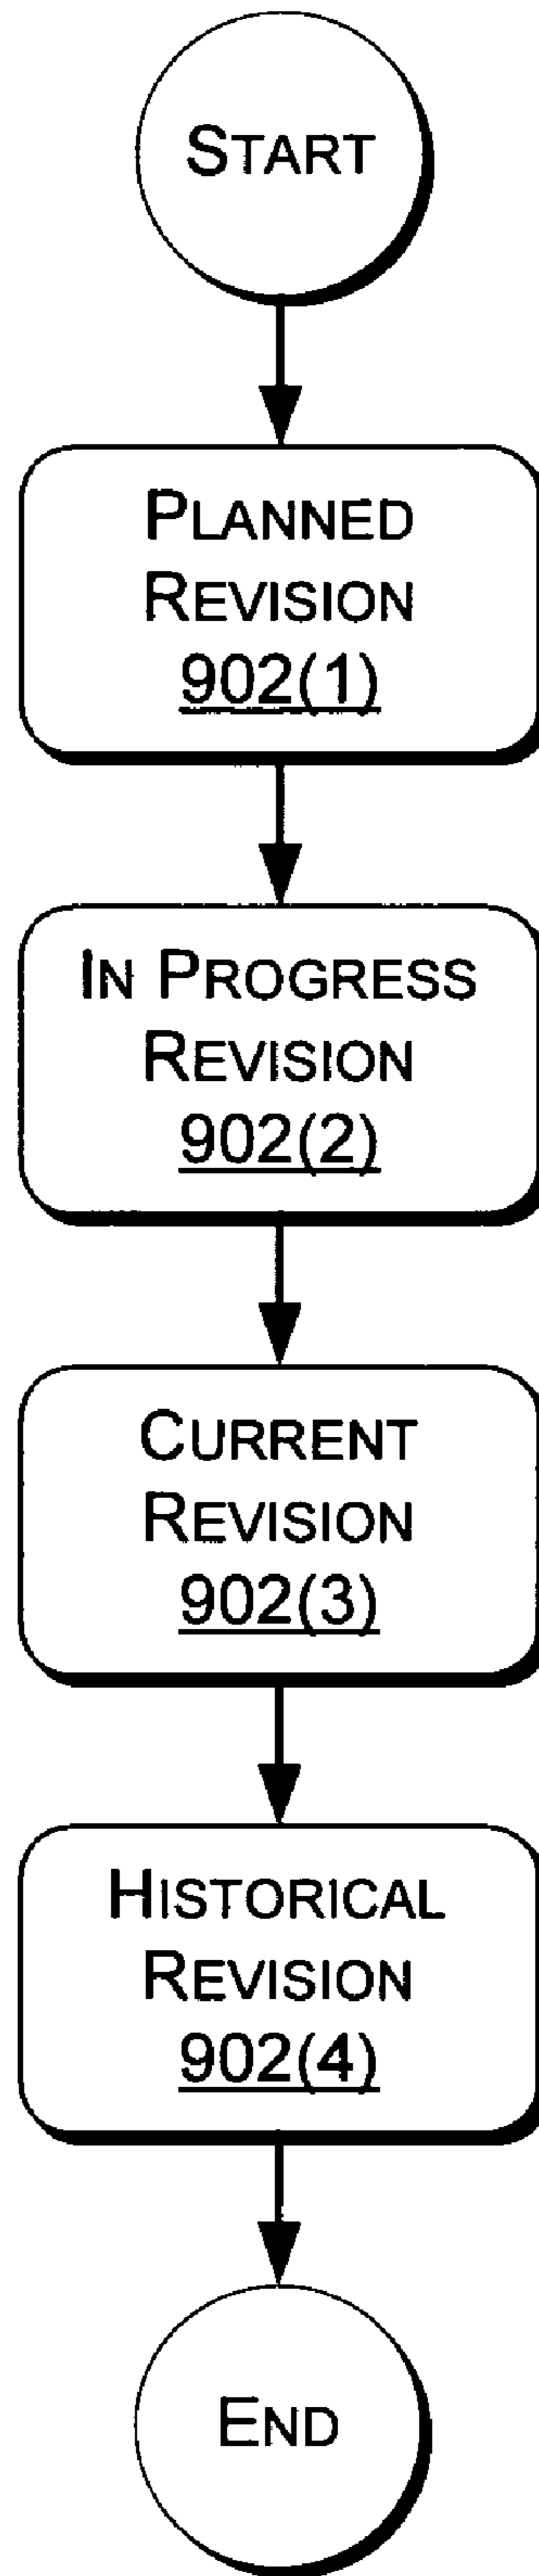 START
PLANNED
REVISION
902(1)
IN PROGRESS
REVISION
902(2)
CURRENT
REVISION
902(3)
HISTORICAL
REVISION
902(4)
END